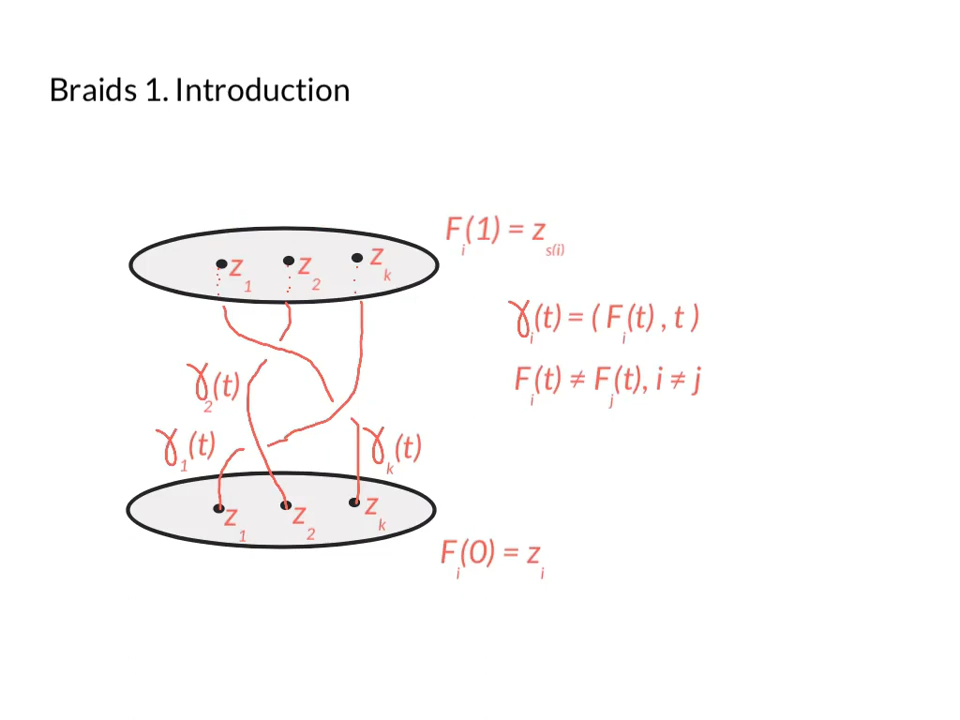 Braids 1. Introduction
F_i(1) = z_{s(i)}
z_1 z_2 z_k
γ_i(t) = ( F_i(t) , t )
F_i(t) ≠ F_j(t), i ≠ j
γ_2(t)
γ_1(t) γ_k(t)
z_1 z_2 z_k
F_i(0) = z_i